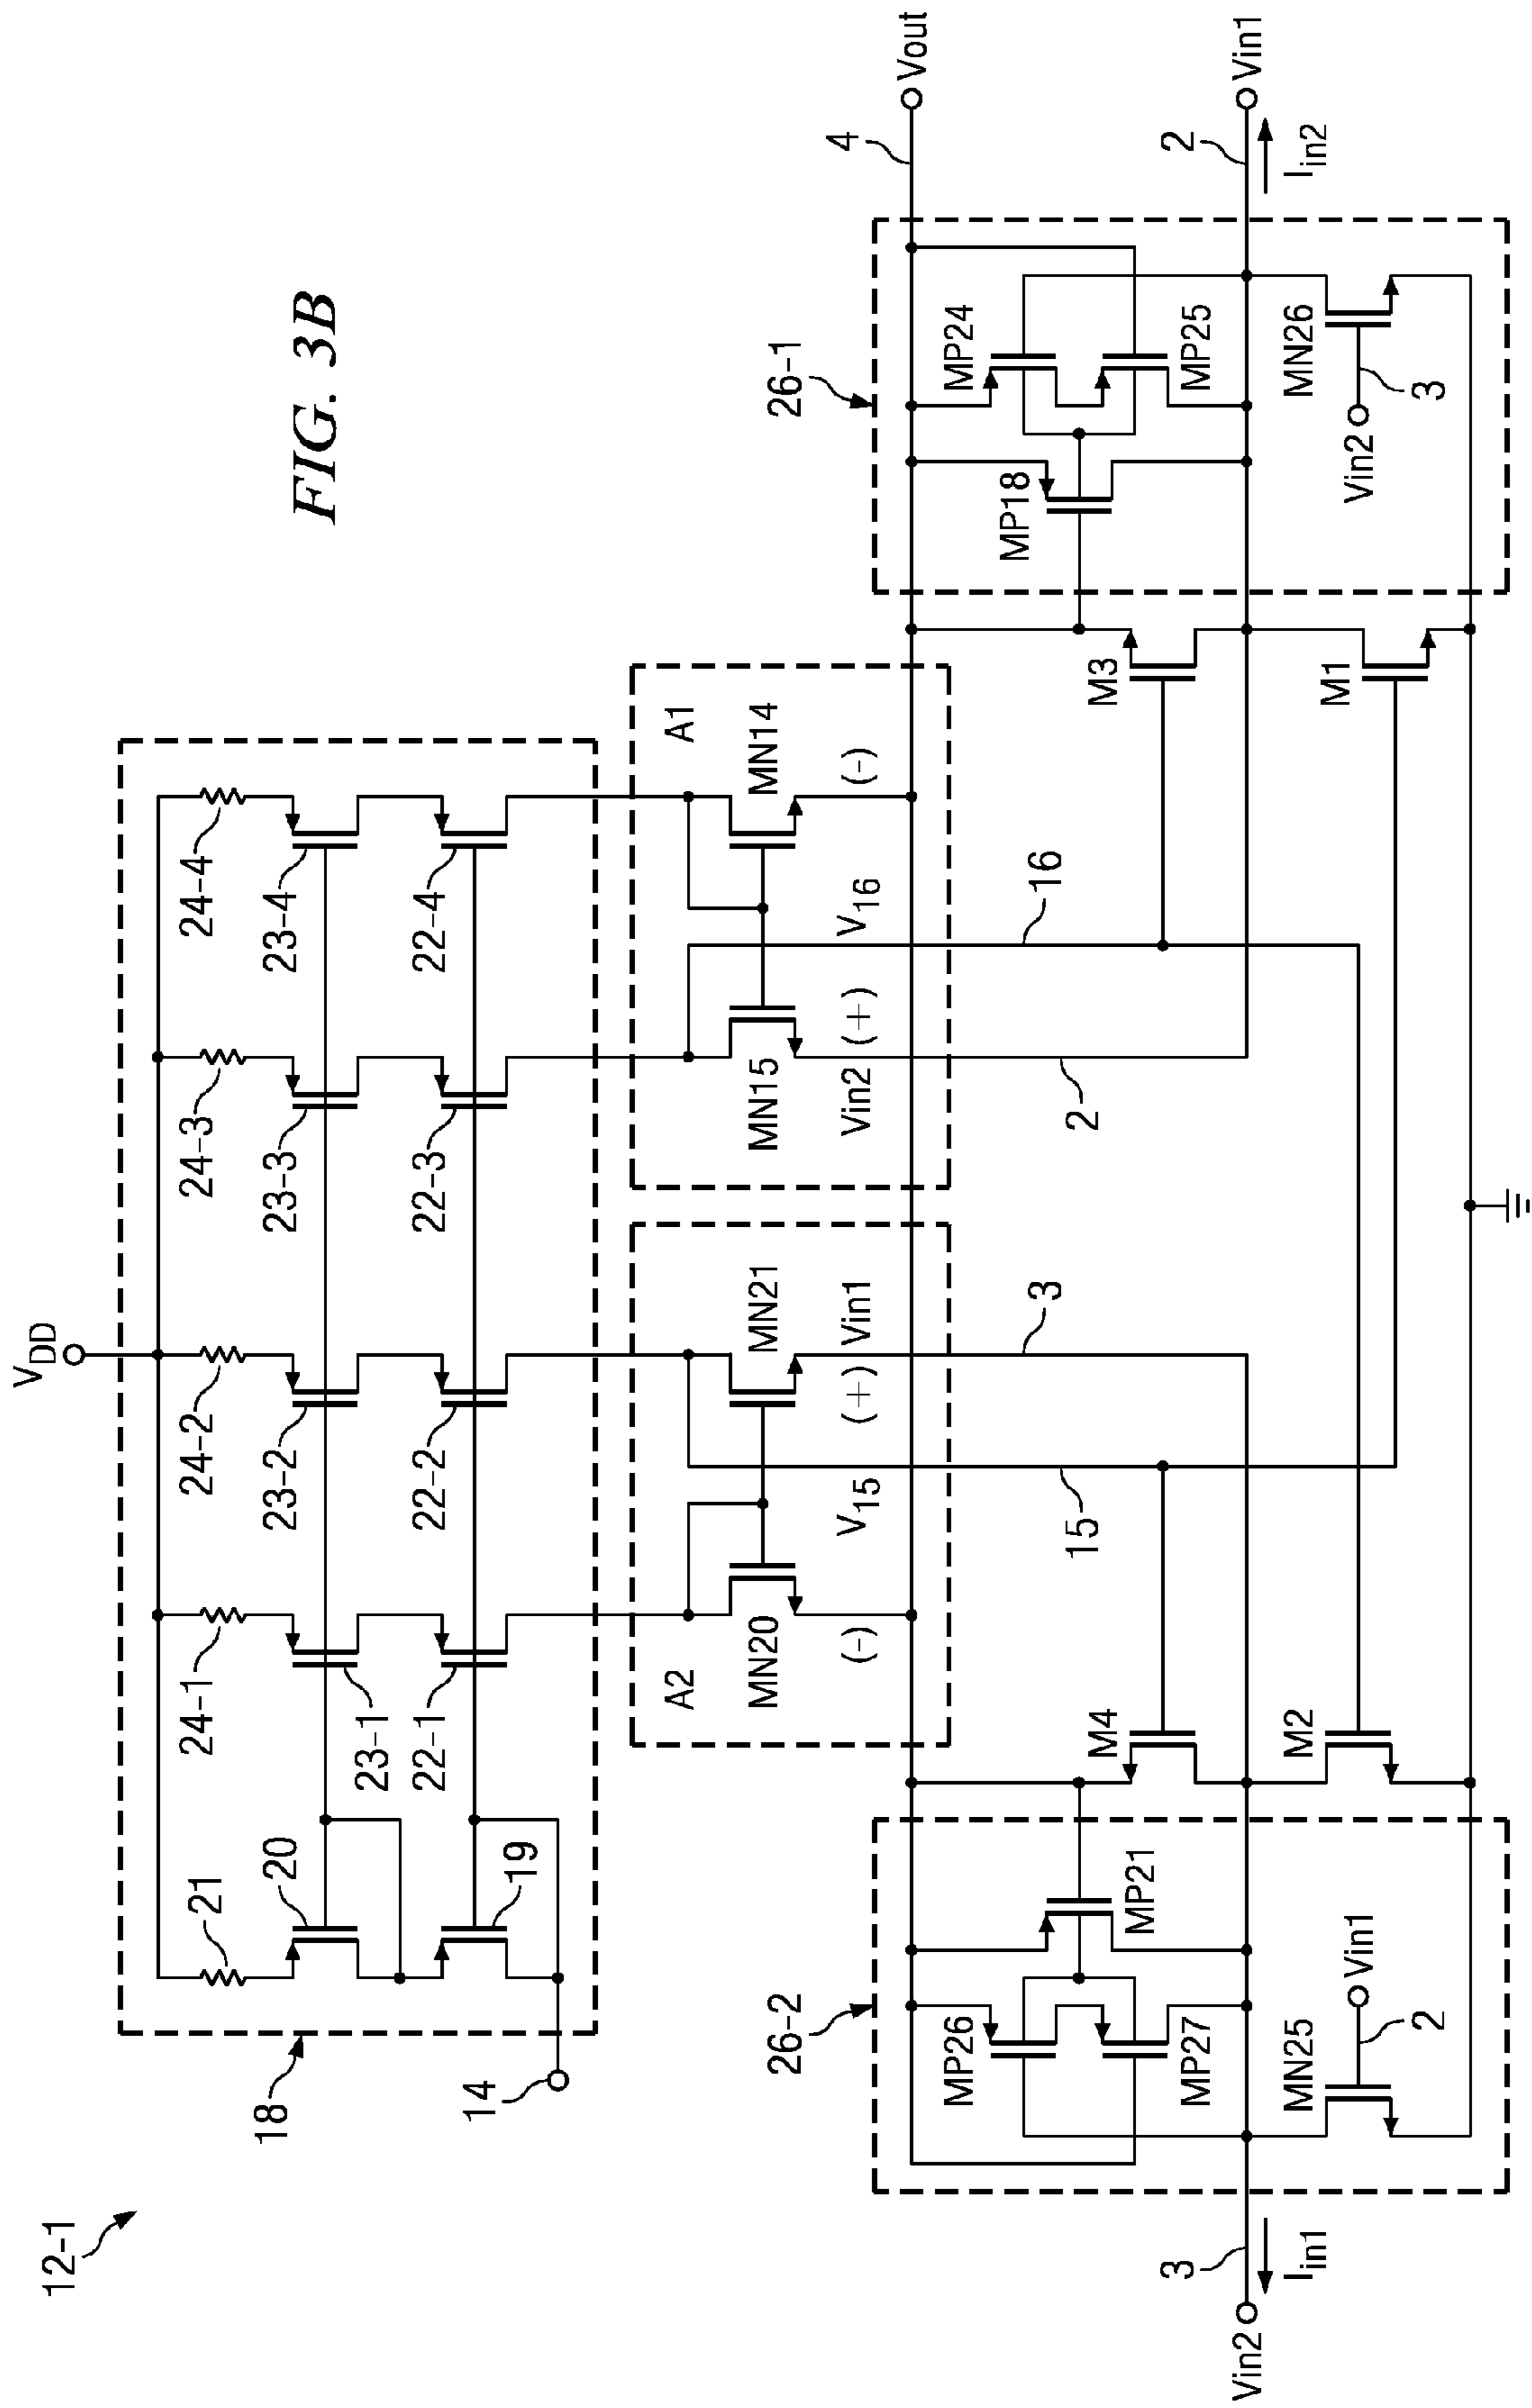 FIG. 3B
12-1
VDD
18
21
24-1
24-2
24-3
24-4
20
23-1
23-2
23-3
23-4
19
22-1
22-2
22-3
22-4
14
A2
A1
MN20
MN21
MN15
MN14
(-)
V15
(+)
Vin1
Vin2
(+)
V16
(-)
26-2
26-1
4
Vout
MP26
MP21
M4
M3
MP18
MP24
MP27
MP25
15
3
2
16
Vin2
3
Iin1
2
Vin1
Iin2
MN25
2
Vin1
M2
M1
Vin2
3
MN26